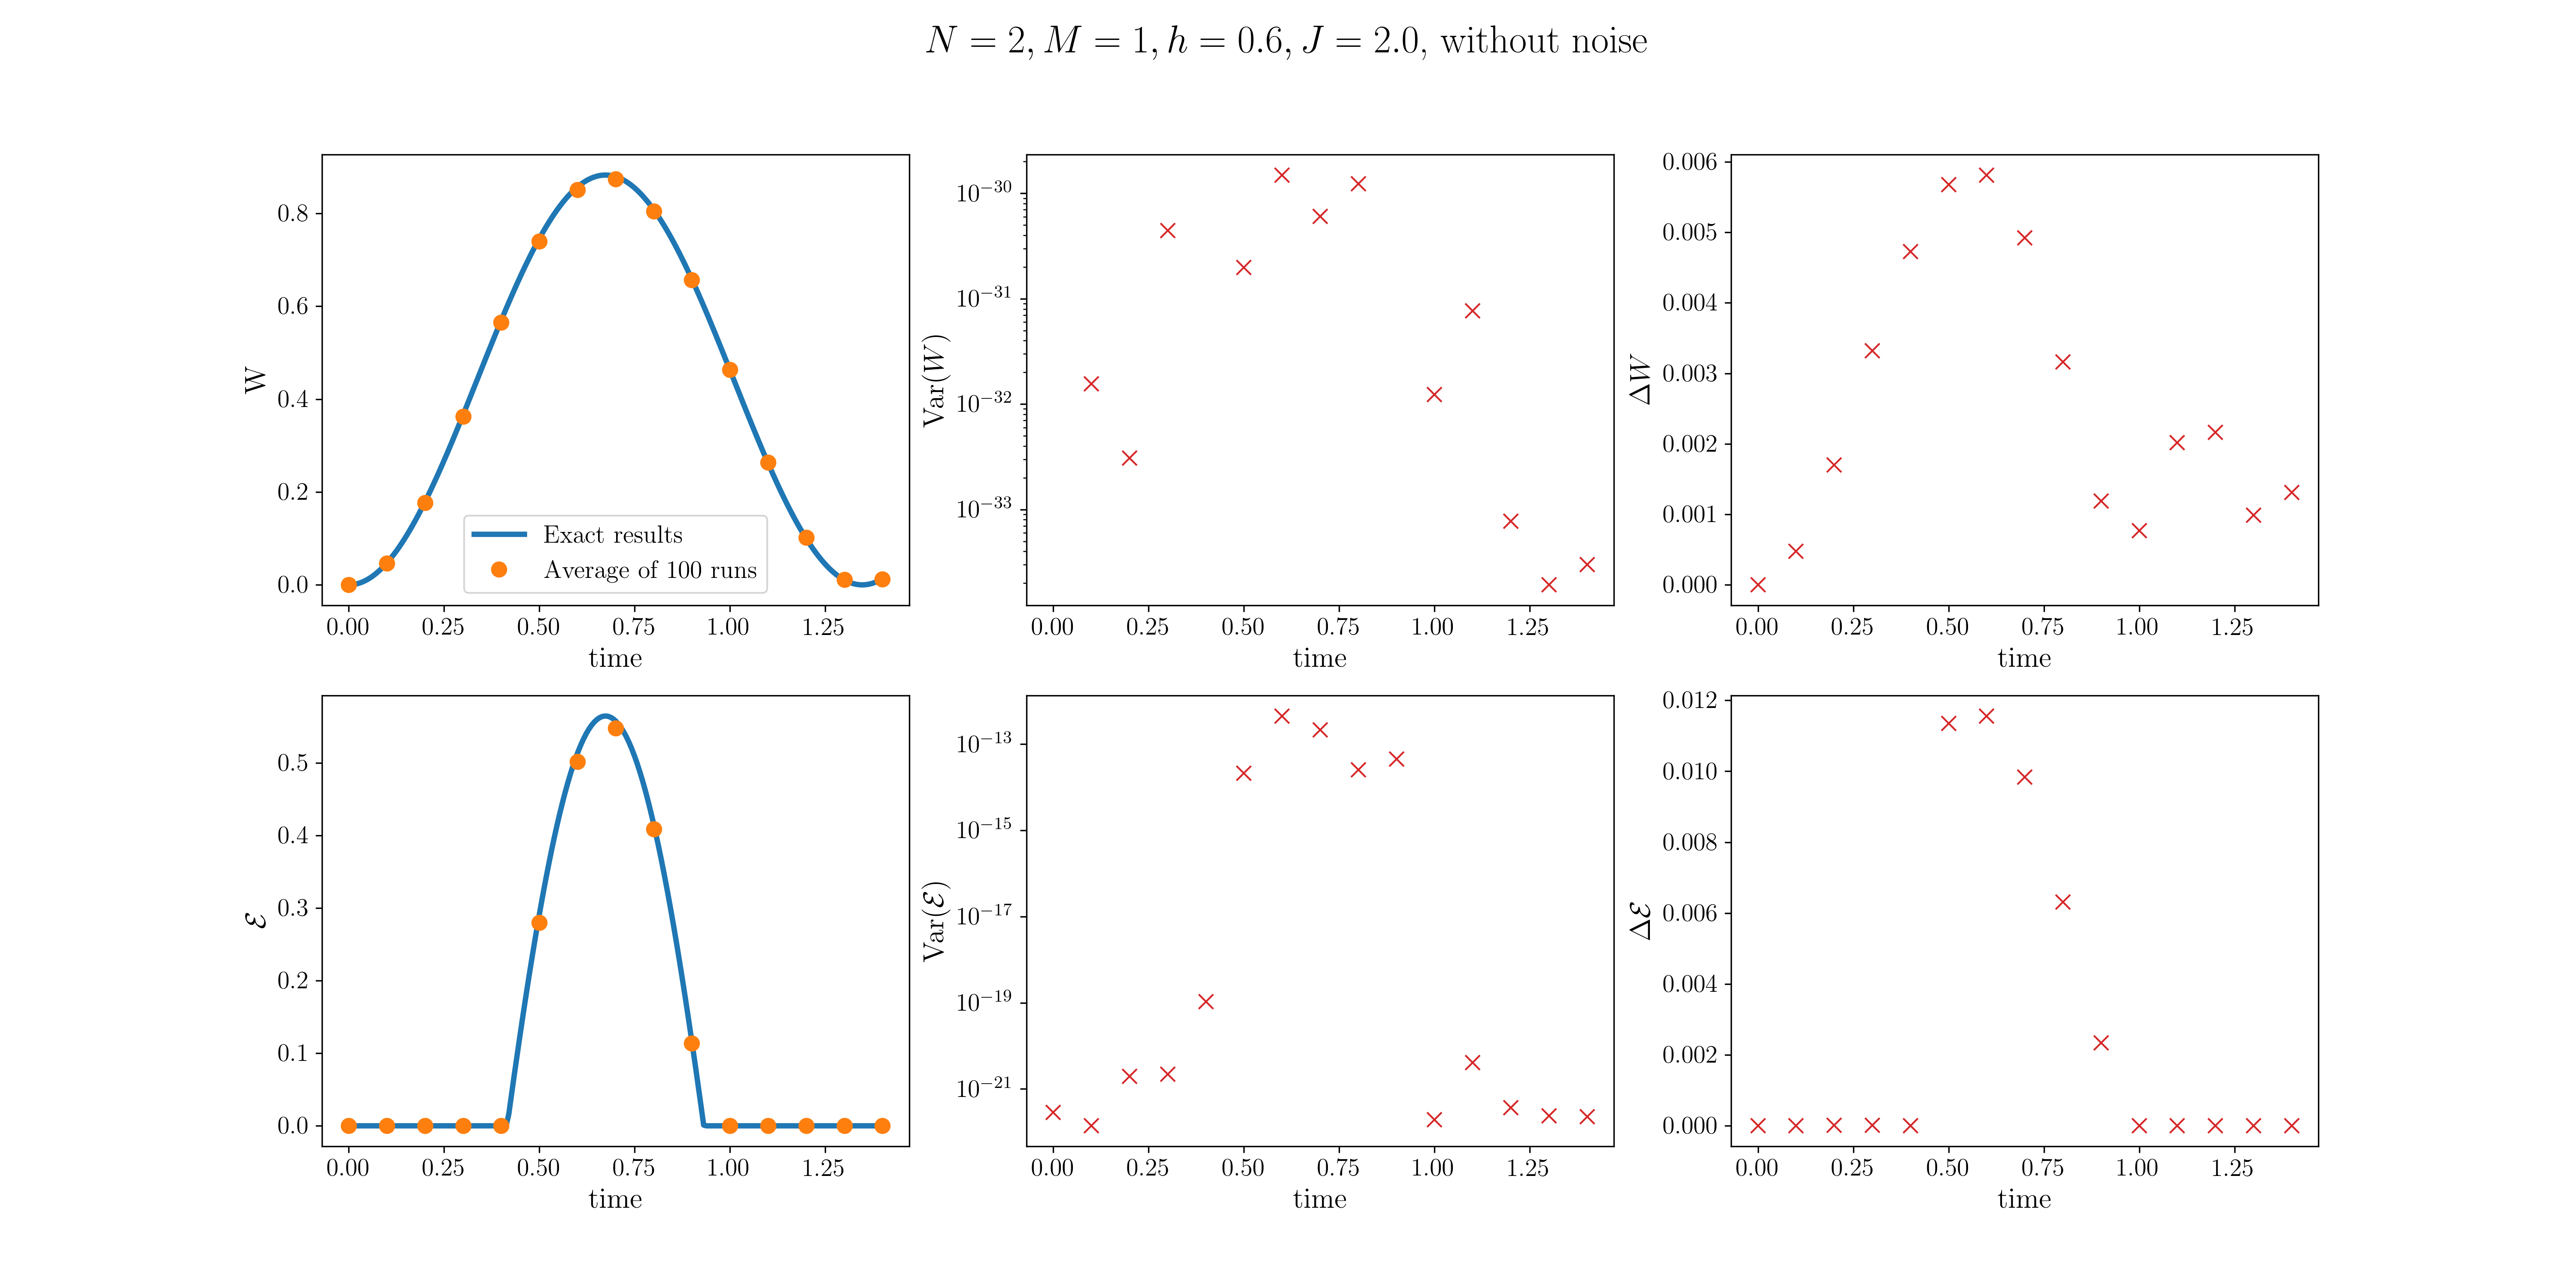 N = 2, M = 1, h = 0.6, J = 2.0, without noise
W
0.8
0.6
0.4
0.2
0.0
Exact results
Average of 100 runs
0.00 0.25 0.50 0.75 1.00 1.25
time
Var(W)
10⁻³⁰
10⁻³¹
10⁻³²
10⁻³³
0.00 0.25 0.50 0.75 1.00 1.25
time
ΔW
0.006
0.005
0.004
0.003
0.002
0.001
0.000
0.00 0.25 0.50 0.75 1.00 1.25
time
ℰ
0.5
0.4
0.3
0.2
0.1
0.0
0.00 0.25 0.50 0.75 1.00 1.25
time
Var(ℰ)
10⁻¹³
10⁻¹⁵
10⁻¹⁷
10⁻¹⁹
10⁻²¹
0.00 0.25 0.50 0.75 1.00 1.25
time
Δℰ
0.012
0.010
0.008
0.006
0.004
0.002
0.000
0.00 0.25 0.50 0.75 1.00 1.25
time